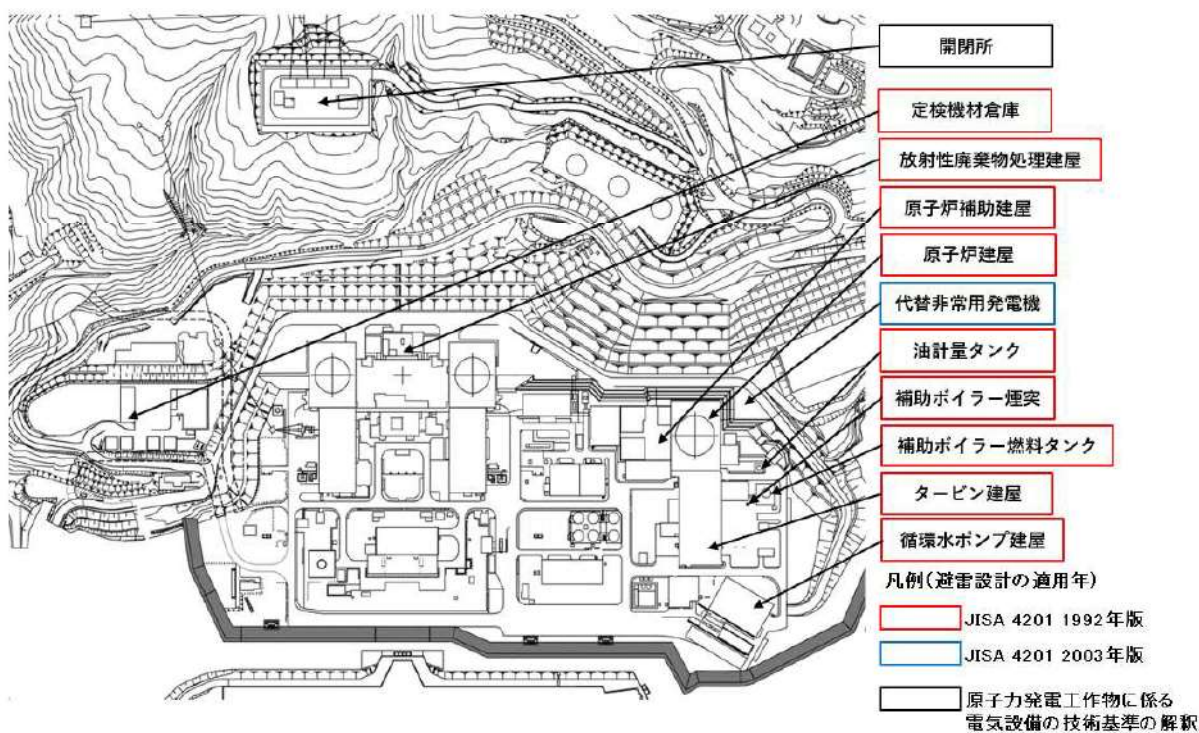 開閉所
定検機材倉庫
放射性廃棄物処理建屋
原子炉補助建屋
原子炉建屋
代替非常用発電機
油計量タンク
補助ボイラー煙突
補助ボイラー燃料タンク
タービン建屋
循環水ポンプ建屋
凡例(避雷設計の適用年)
JISA 4201 1992年版
JISA 4201 2003年版
原子力発電工作物に係る
電気設備の技術基準の解釈